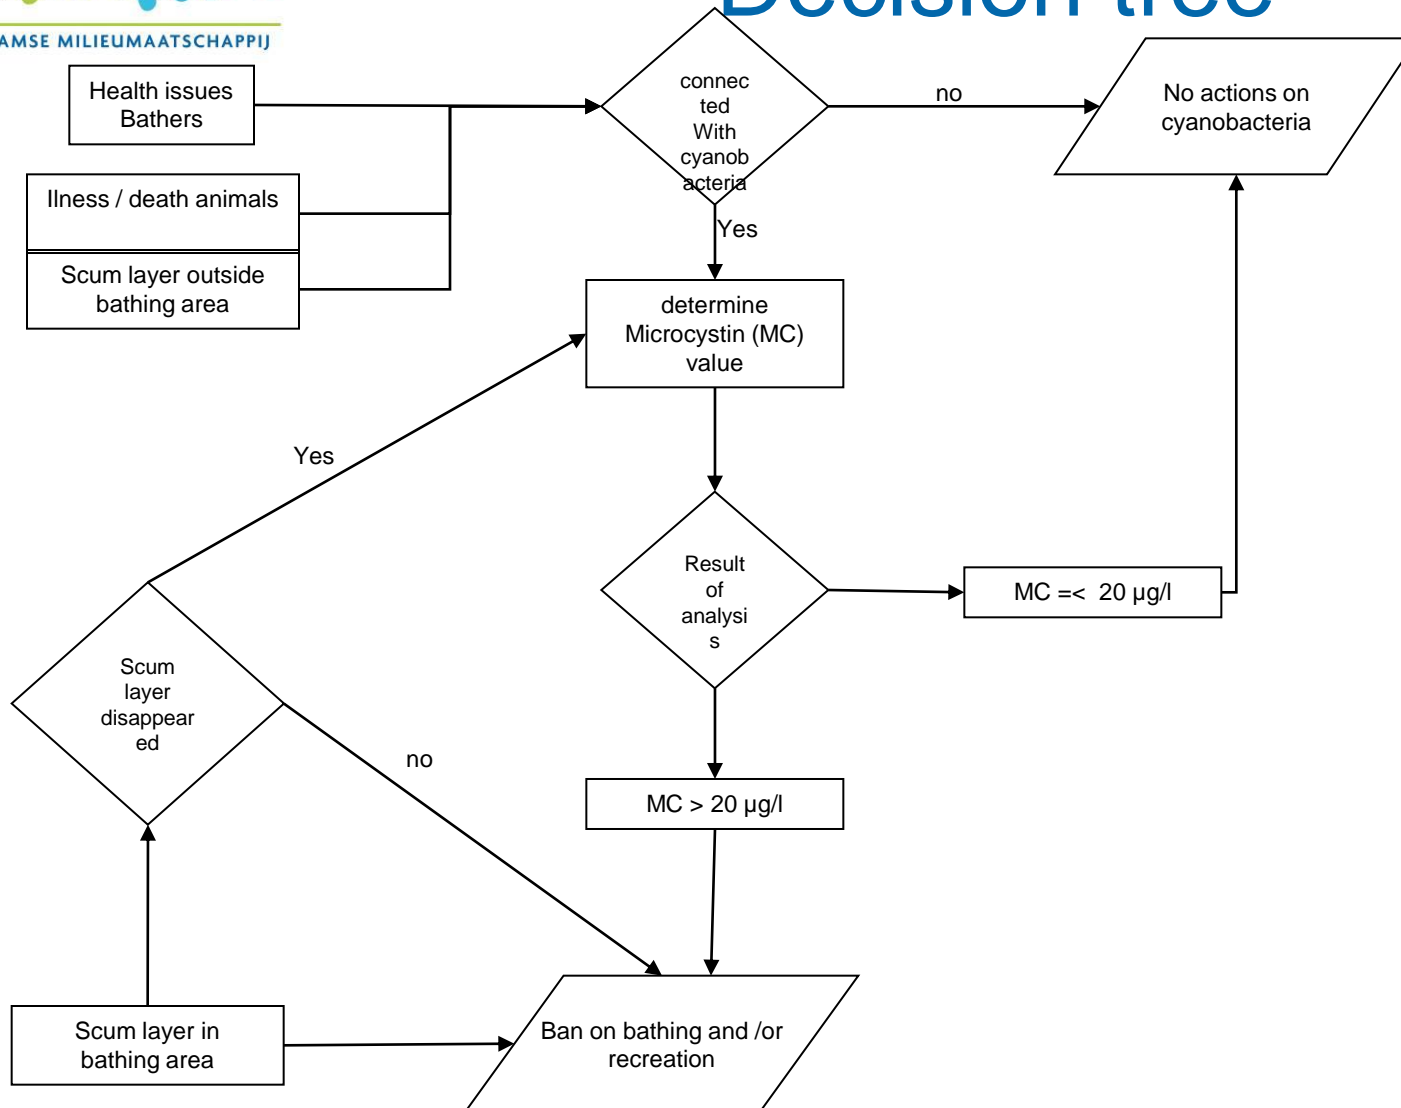 Decision tree
AMSE MILIEUMAATSCHAPPIJ
Health issues
Bathers
connec
ted
With
cyanob
acteria
no
No actions on
cyanobacteria
Ilness / death animals
Yes
Scum layer outside
bathing area
determine
Microcystin (MC)
value
Yes
Result
of
analysi
s
MC =<  20 µg/l
Scum
layer
disappear
ed
no
MC > 20 µg/l
Scum layer in
bathing area
Ban on bathing and /or
recreation